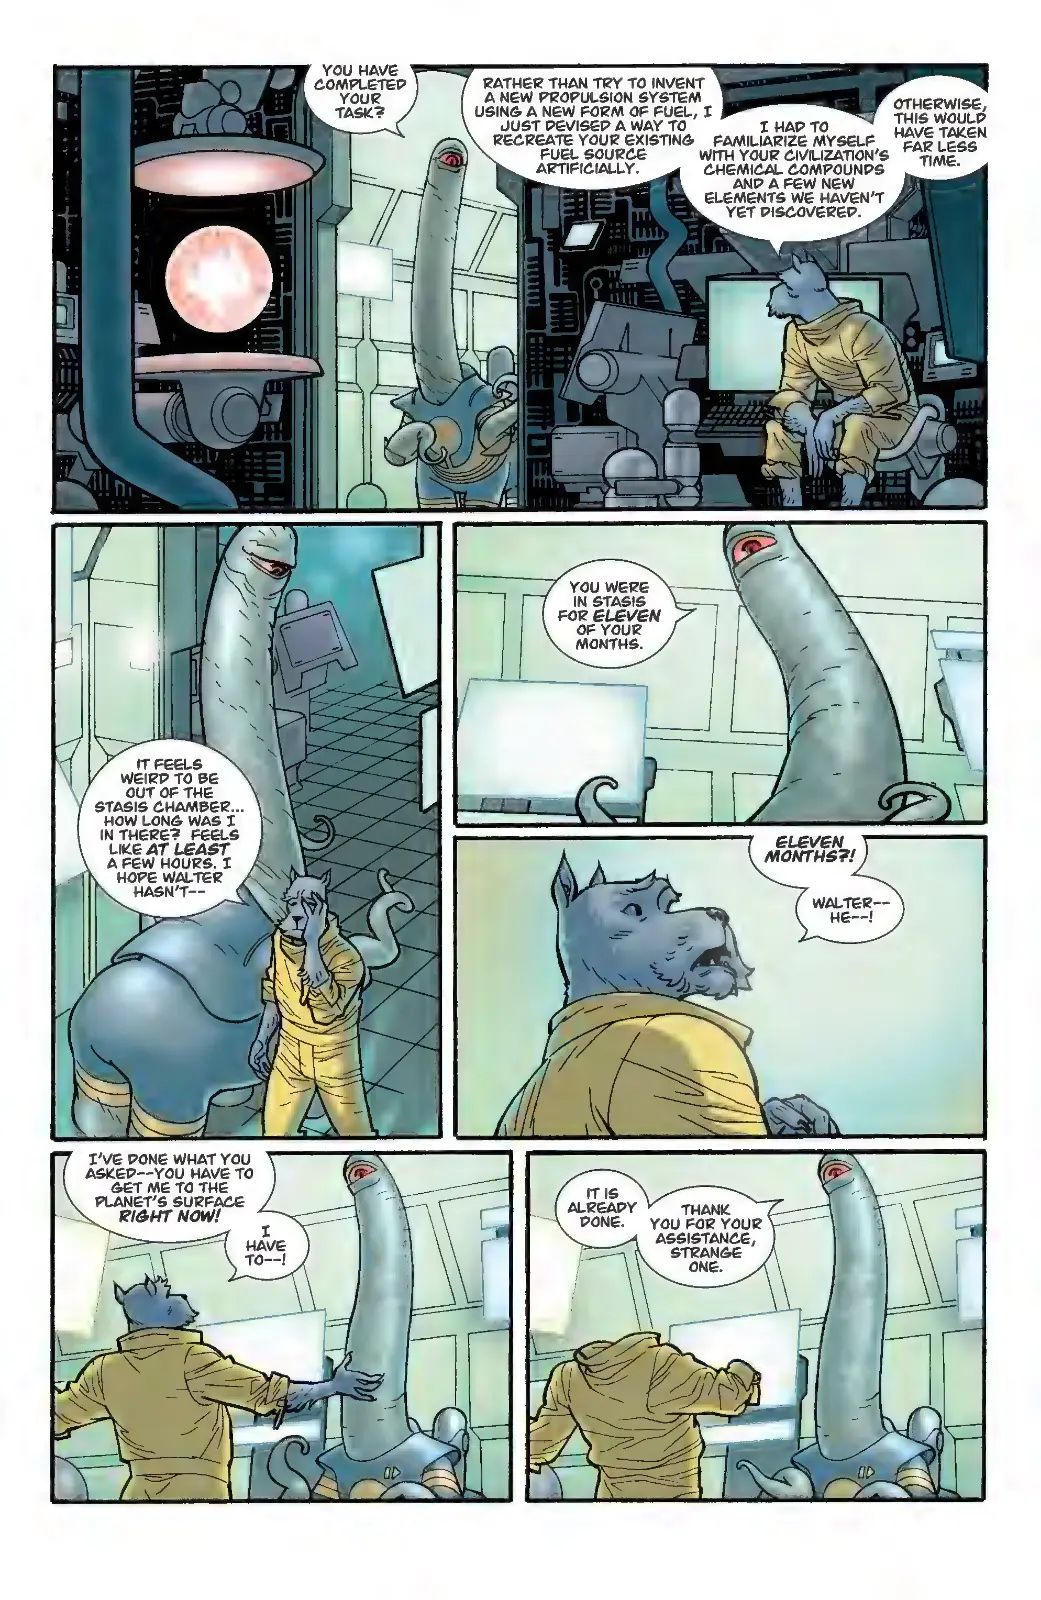 YOU HAVE
COMPLETED
YOUR
TASK?
RATHER THAN TRY TO INVENT
A NEW PROPULSION SYSTEM
USING A NEW FORM OF FUEL, I
JUST DEVISED A WAY TO
RECREATE YOUR EXISTING
FUEL SOURCE
ARTIFICIALLY.
I HAD TO
FAMILIARIZE MYSELF
WITH YOUR CIVILIZATION'S
CHEMICAL COMPOUNDS
AND A FEW NEW
ELEMENTS WE HAVEN'T
YET DISCOVERED.
OTHERWISE,
THIS WOULD
HAVE TAKEN
FAR LESS
TIME.
IT FEELS
WEIRD TO BE
OUT OF THE
STASIS CHAMBER...
HOW LONG WAS I
IN THERE? FEELS
LIKE AT LEAST
A FEW HOURS. I
HOPE WALTER
HASN'T--
YOU WERE
IN STASIS
FOR ELEVEN
OF YOUR
MONTHS.
ELEVEN
MONTHS?!
WALTER--
HE--!
I'VE DONE WHAT YOU
ASKED--YOU HAVE TO
GET ME TO THE
PLANET'S SURFACE
RIGHT NOW!
I
HAVE
TO--!
IT IS
ALREADY
DONE.
THANK
YOU FOR YOUR
ASSISTANCE,
STRANGE
ONE.